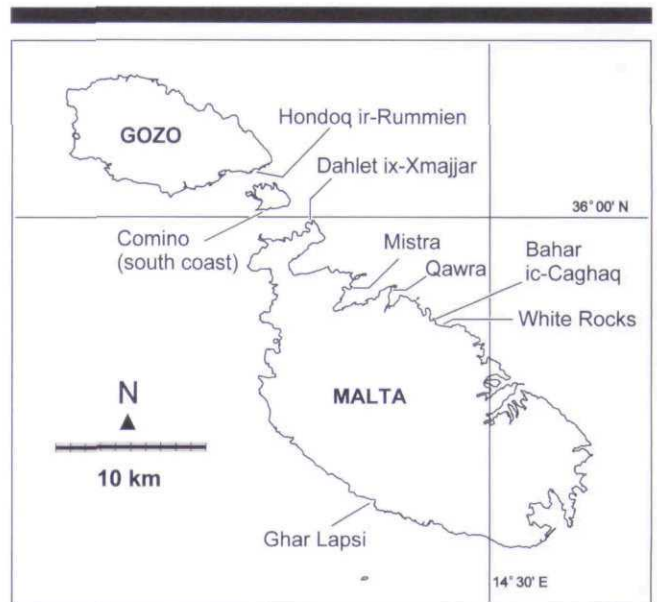 GOZO
Hondoq ir-Rummien
Dahlet ix-Xmajjar
36° 00' N
Comino
(south coast)
Mistra
Qawra
Bahar
ic-Caghaq
White Rocks
N
MALTA
10 km
Ghar Lapsi
14° 30' E